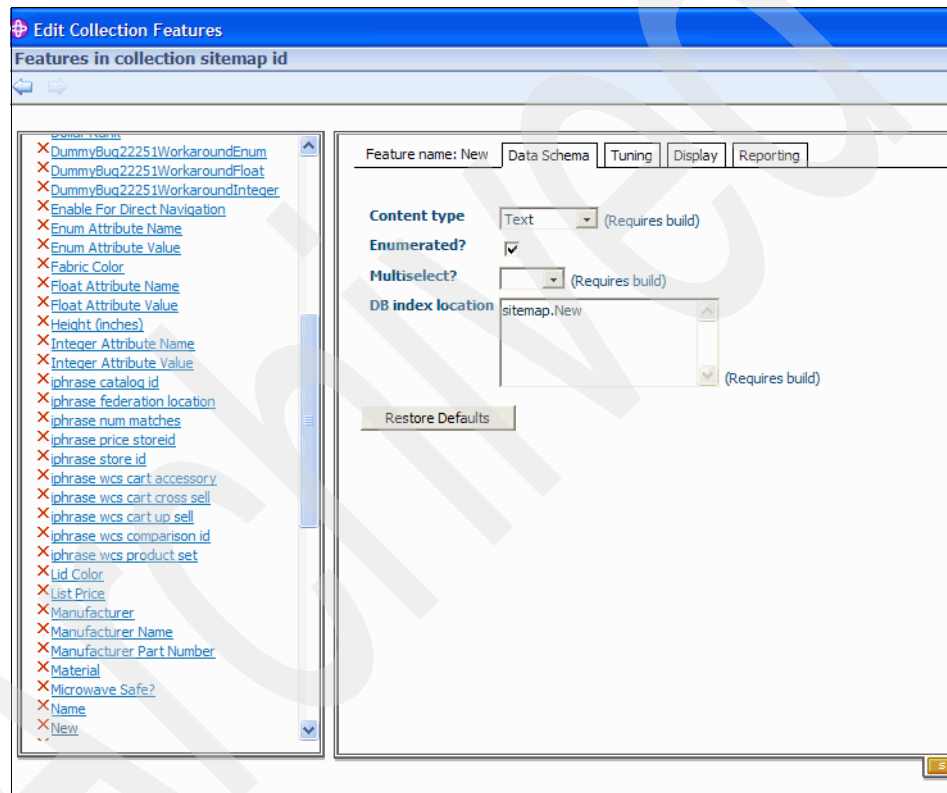 Edit Collection Features
Features in collection sitemap id
Dollar Rank
DummyBug22251WorkaroundEnum
DummyBug22251WorkaroundFloat
DummyBug22251WorkaroundInteger
Enable For Direct Navigation
Enum Attribute Name
Enum Attribute Value
Fabric Color
Float Attribute Name
Float Attribute Value
Height (inches)
Integer Attribute Name
Integer Attribute Value
iphrase catalog id
iphrase federation location
iphrase num matches
iphrase price storeid
iphrase store id
iphrase wcs cart accessory
iphrase wcs cart cross sell
iphrase wcs cart up sell
iphrase wcs comparison id
iphrase wcs product set
Lid Color
List Price
Manufacturer
Manufacturer Name
Manufacturer Part Number
Material
Microwave Safe?
Name
New
Feature name: New Data Schema Tuning Display Reporting
Content type Text (Requires build)
Enumerated?
Multiselect? (Requires build)
DB index location sitemap.New
(Requires build)
Restore Defaults